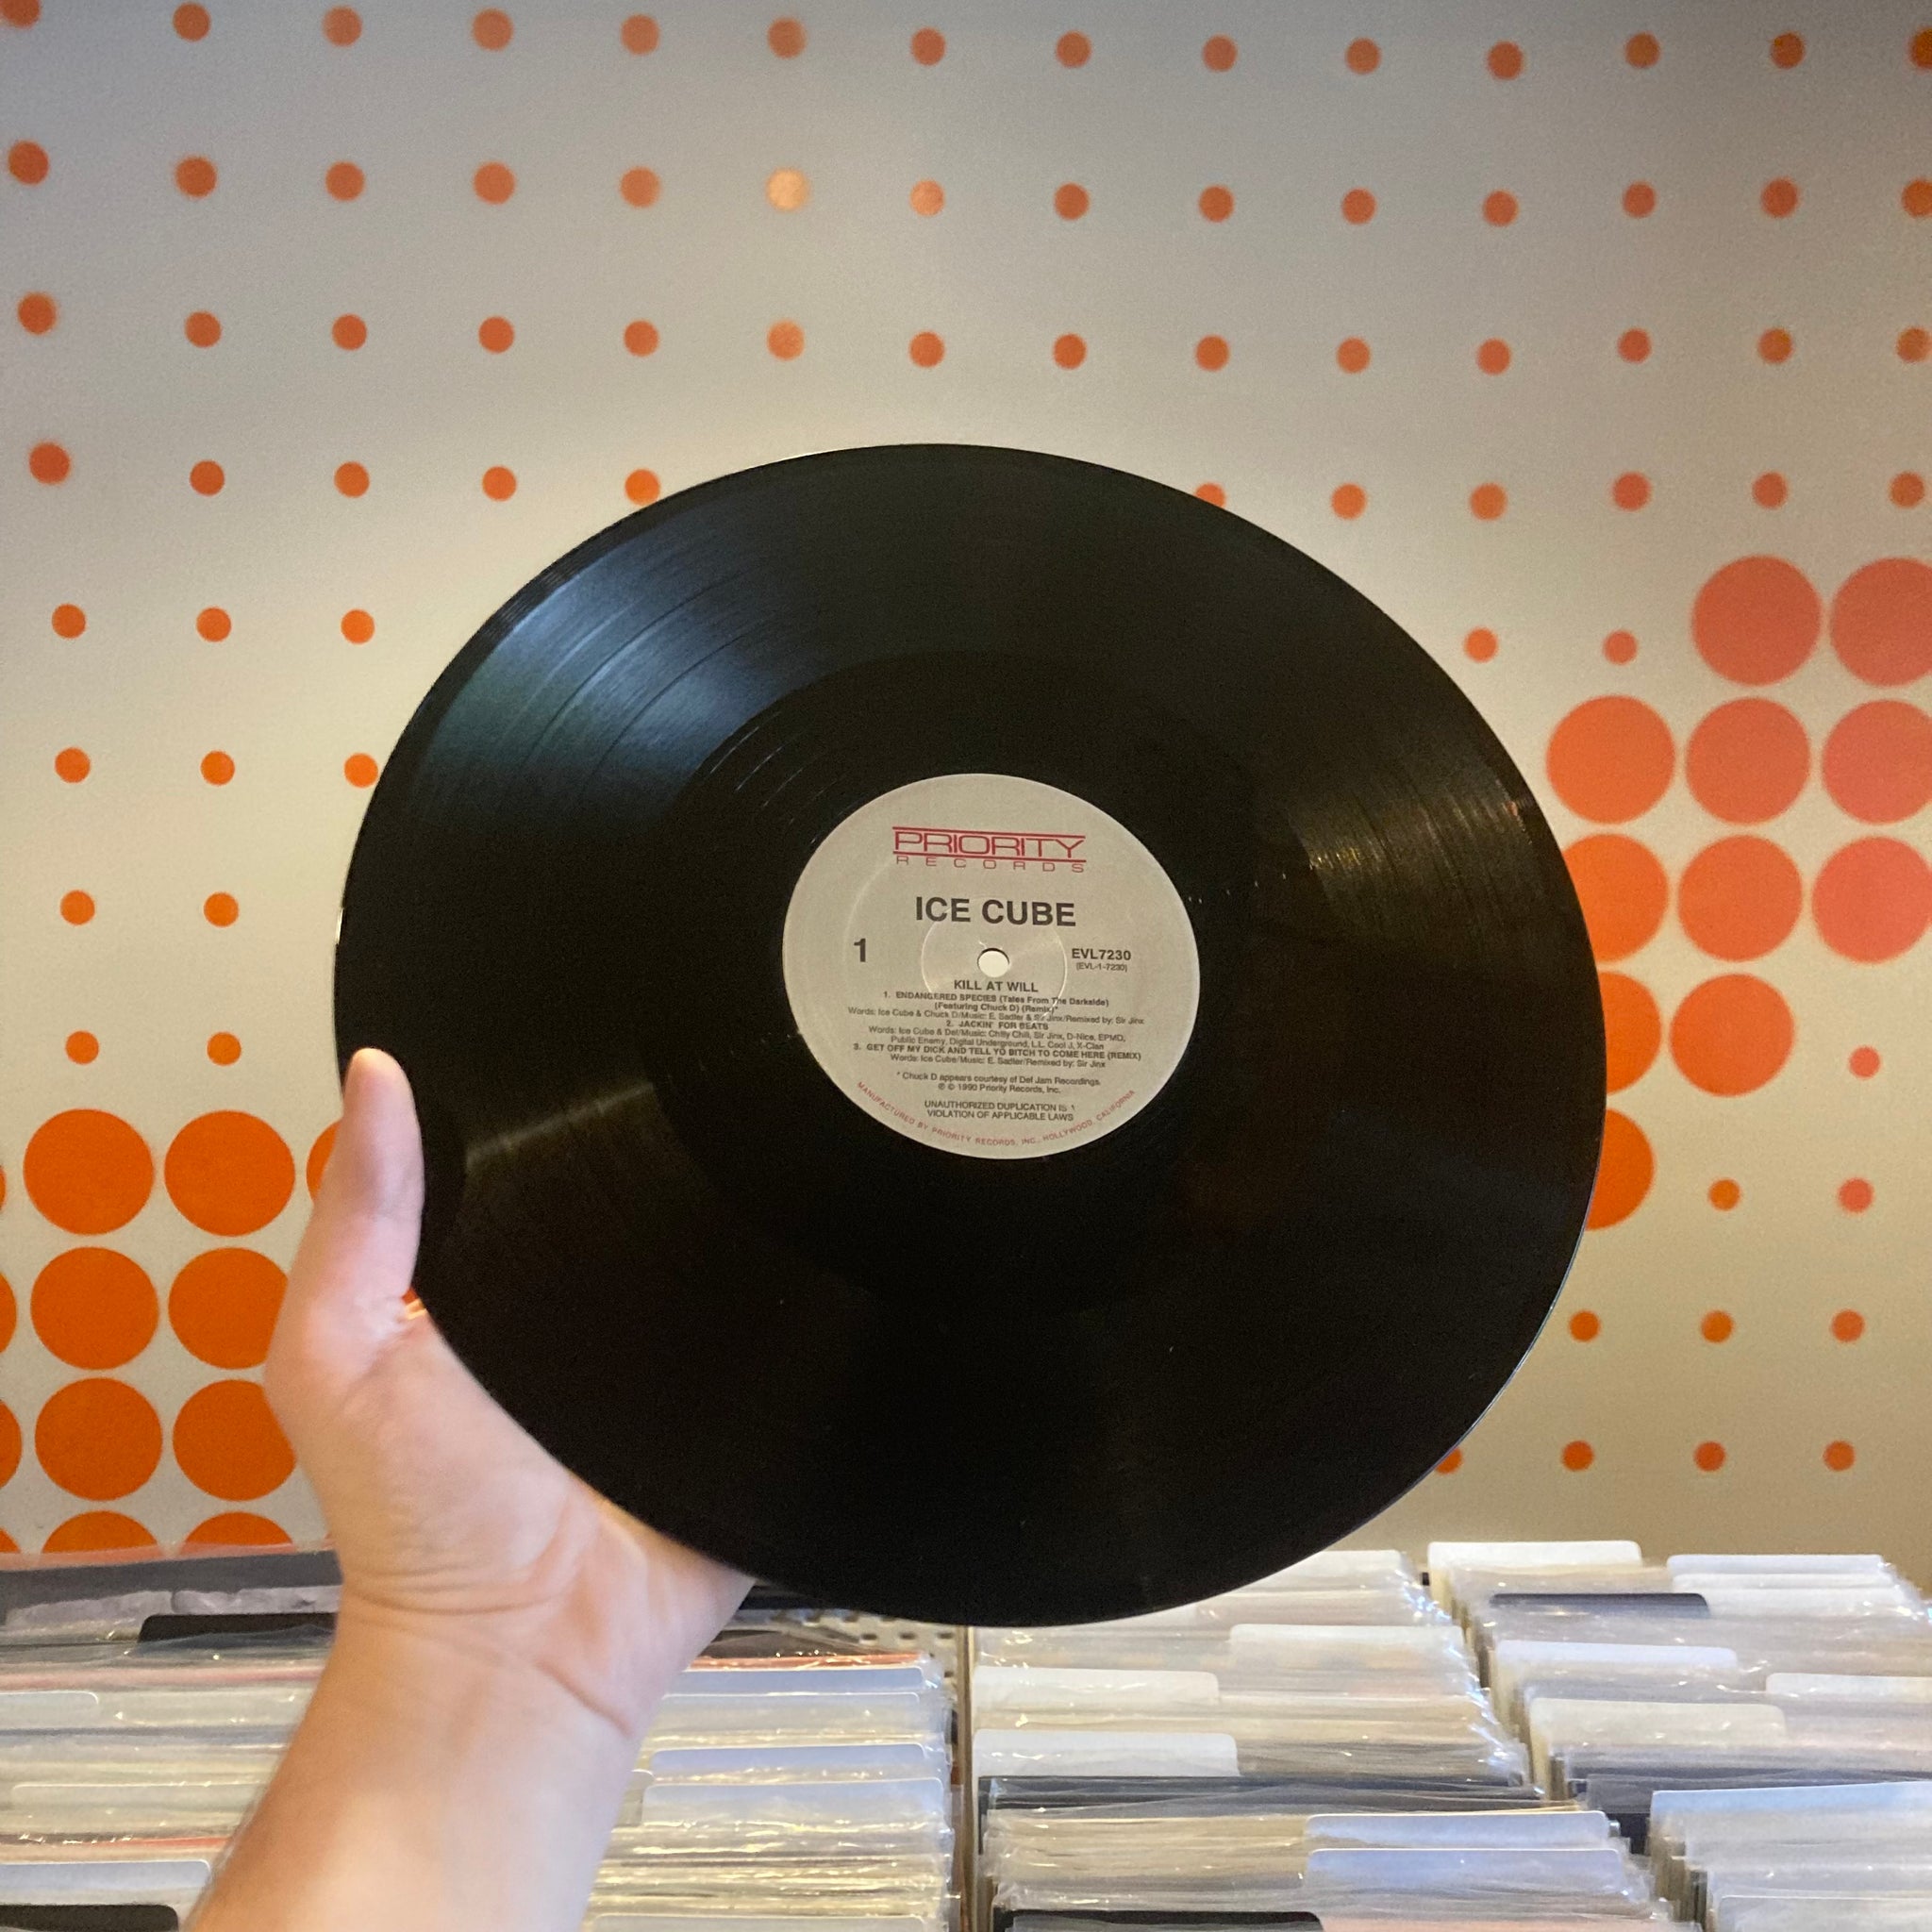 PRIORITY
RECORDS
ICE CUBE
1
EVL7230
(EVL-1-7230)
KILL AT WILL
1. ENDANGERED SPECIES (Tales From The Darkside)
(Featuring Chuck D) (Remix)*
Words: Ice Cube & Chuck D/Music: E. Sadler & Sir Jinx/Remixed by: Sir Jinx
2. JACKIN' FOR BEATS
Words: Ice Cube & Del/Music: Chilly Chill, Sir Jinx, D-Nice, EPMD,
Public Enemy, Digital Underground, L.L. Cool J, X-Clan
3. GET OFF MY DICK AND TELL YO BITCH TO COME HERE (REMIX)
Words: Ice Cube/Music: E. Sadler/Remixed by: Sir Jinx
* Chuck D appears courtesy of Def Jam Recordings.
℗ © 1990 Priority Records, Inc.
UNAUTHORIZED DUPLICATION IS A
VIOLATION OF APPLICABLE LAWS
MANUFACTURED BY PRIORITY RECORDS, INC., HOLLYWOOD, CALIFORNIA